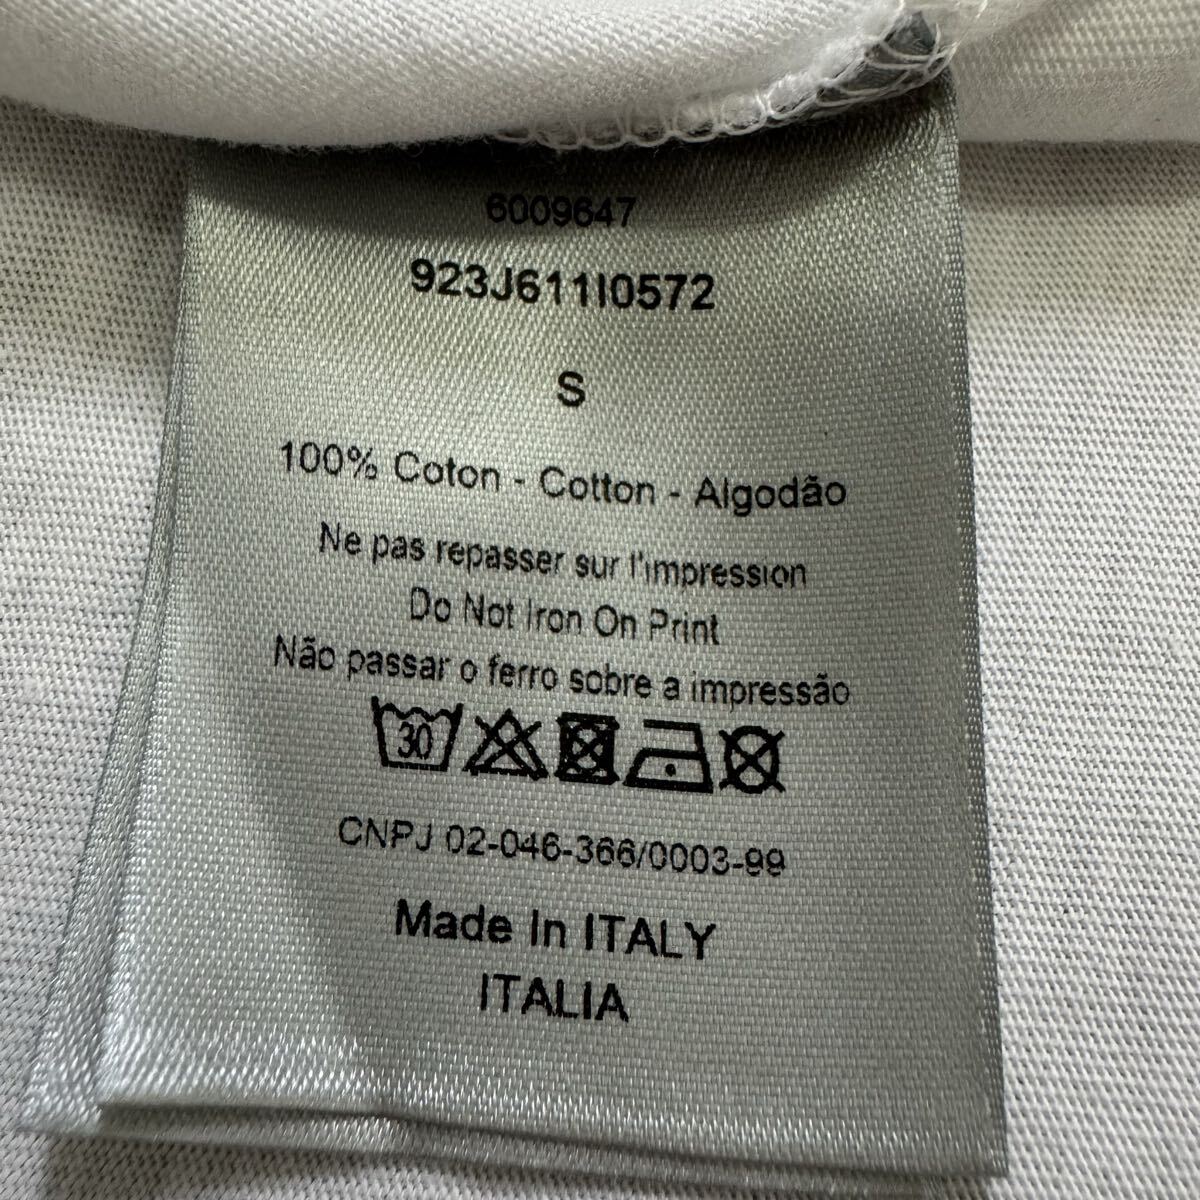 6009647
923J611I0572
S
100% Coton - Cotton - Algodão
Ne pas repasser sur l'impression
Do Not Iron On Print
Não passar o ferro sobre a impressão
30
CNPJ 02-046-366/0003-99
Made In ITALY
ITALIA